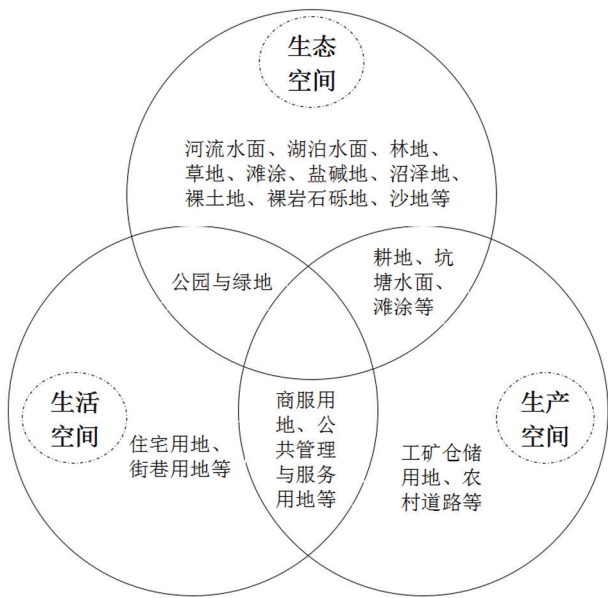 生态
空间
河流水面、湖泊水面、林地、
草地、滩涂、盐碱地、沼泽地、
裸土地、裸岩石砾地、沙地等
公园与绿地
耕地、坑
塘水面、
滩涂等
生活
空间
住宅用地、
街巷用地等
商服用
地、公
共管理
与服务
用地等
生产
空间
工矿仓储
用地、农
村道路等